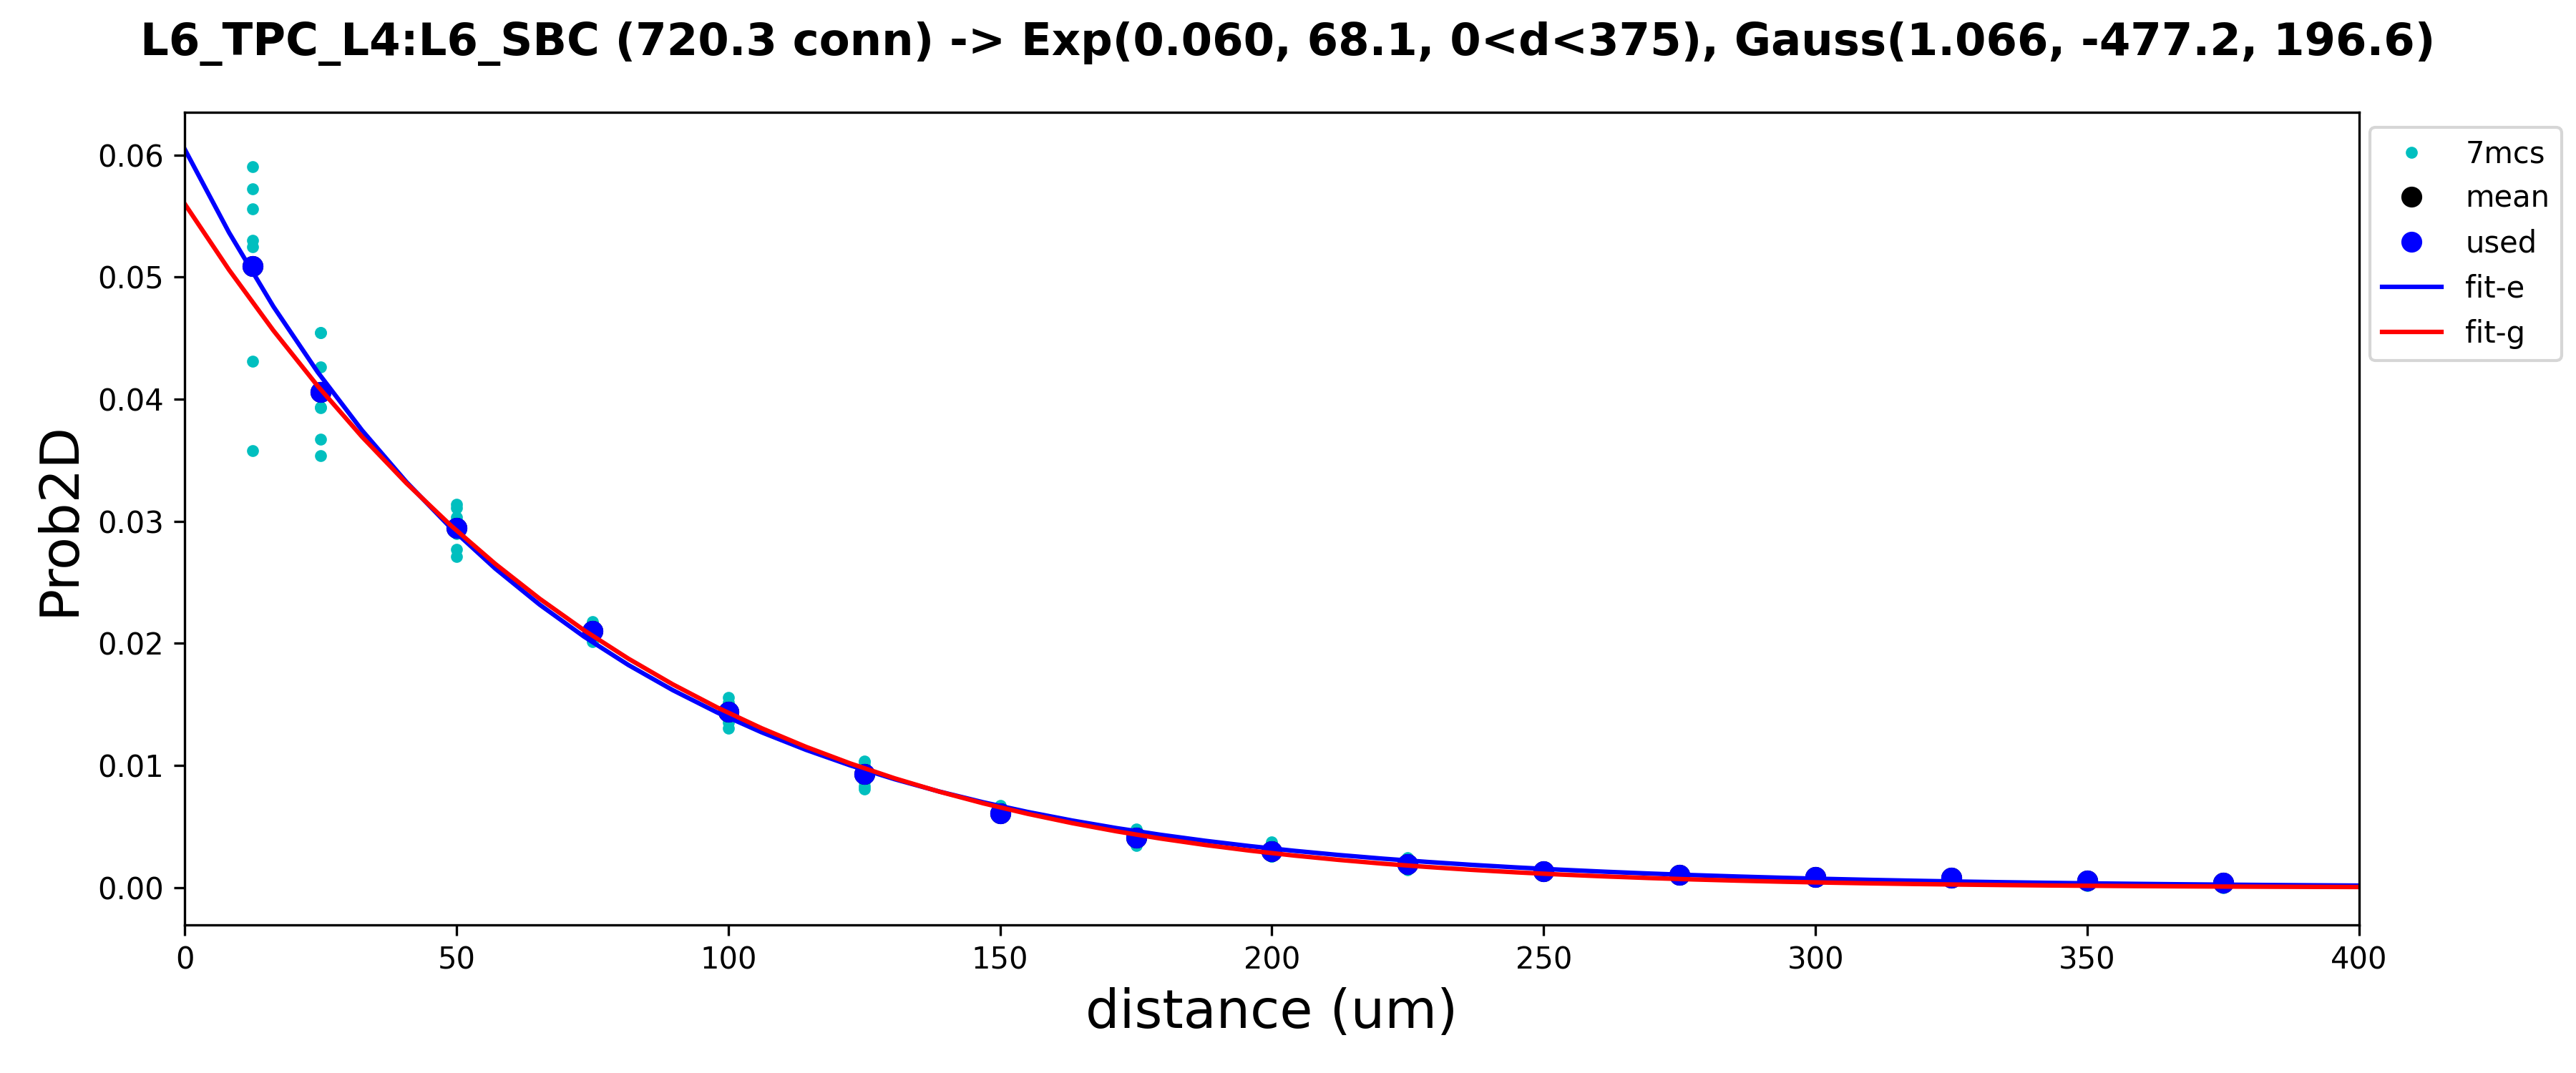 L6_TPC_L4:L6_SBC (720.3 conn) -> Exp(0.060, 68.1, 0<d<375), Gauss(1.066, -477.2, 196.6)
7mcs
mean
used
fit-e
fit-g
Prob2D
0.06
0.05
0.04
0.03
0.02
0.01
0.00
0 50 100 150 200 250 300 350 400
distance (um)